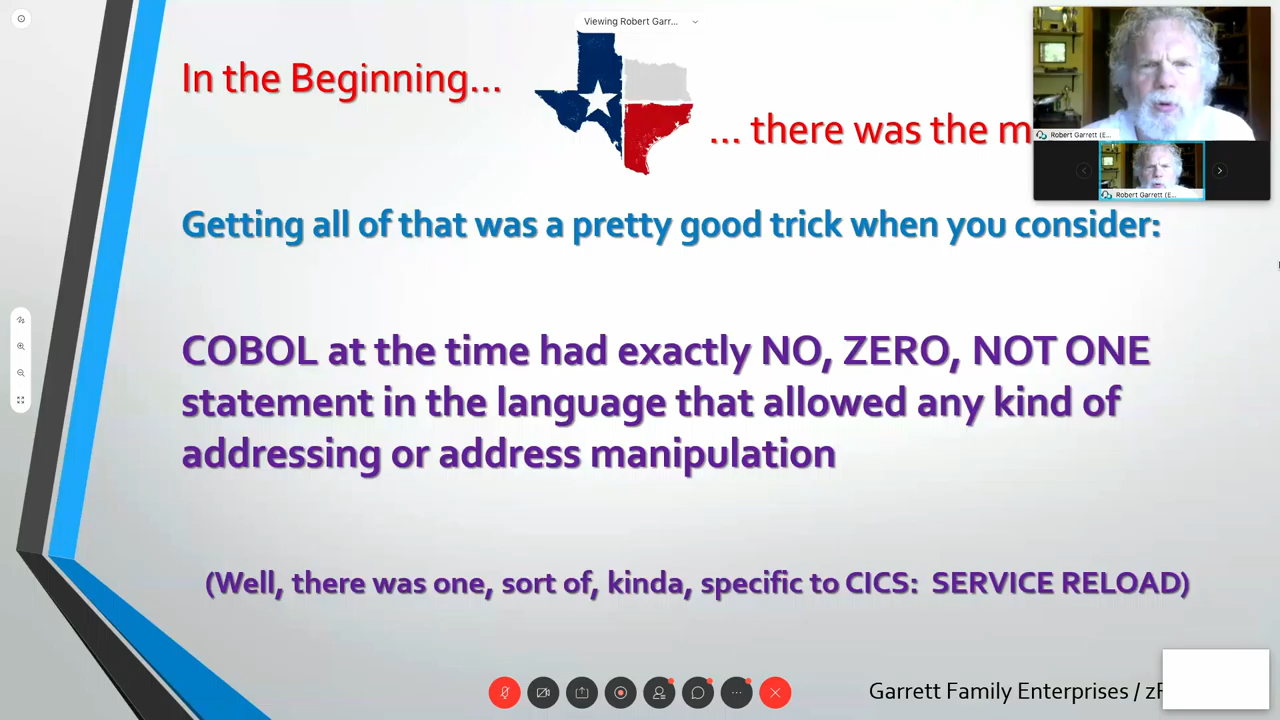 Viewing Robert Garr...
In the Beginning...
... there was the m
Robert Garrett (E...
Robert Garrett (E...
Getting all of that was a pretty good trick when you consider:
COBOL at the time had exactly NO, ZERO, NOT ONE
statement in the language that allowed any kind of
addressing or address manipulation
(Well, there was one, sort of, kinda, specific to CICS: SERVICE RELOAD)
Garrett Family Enterprises / zF